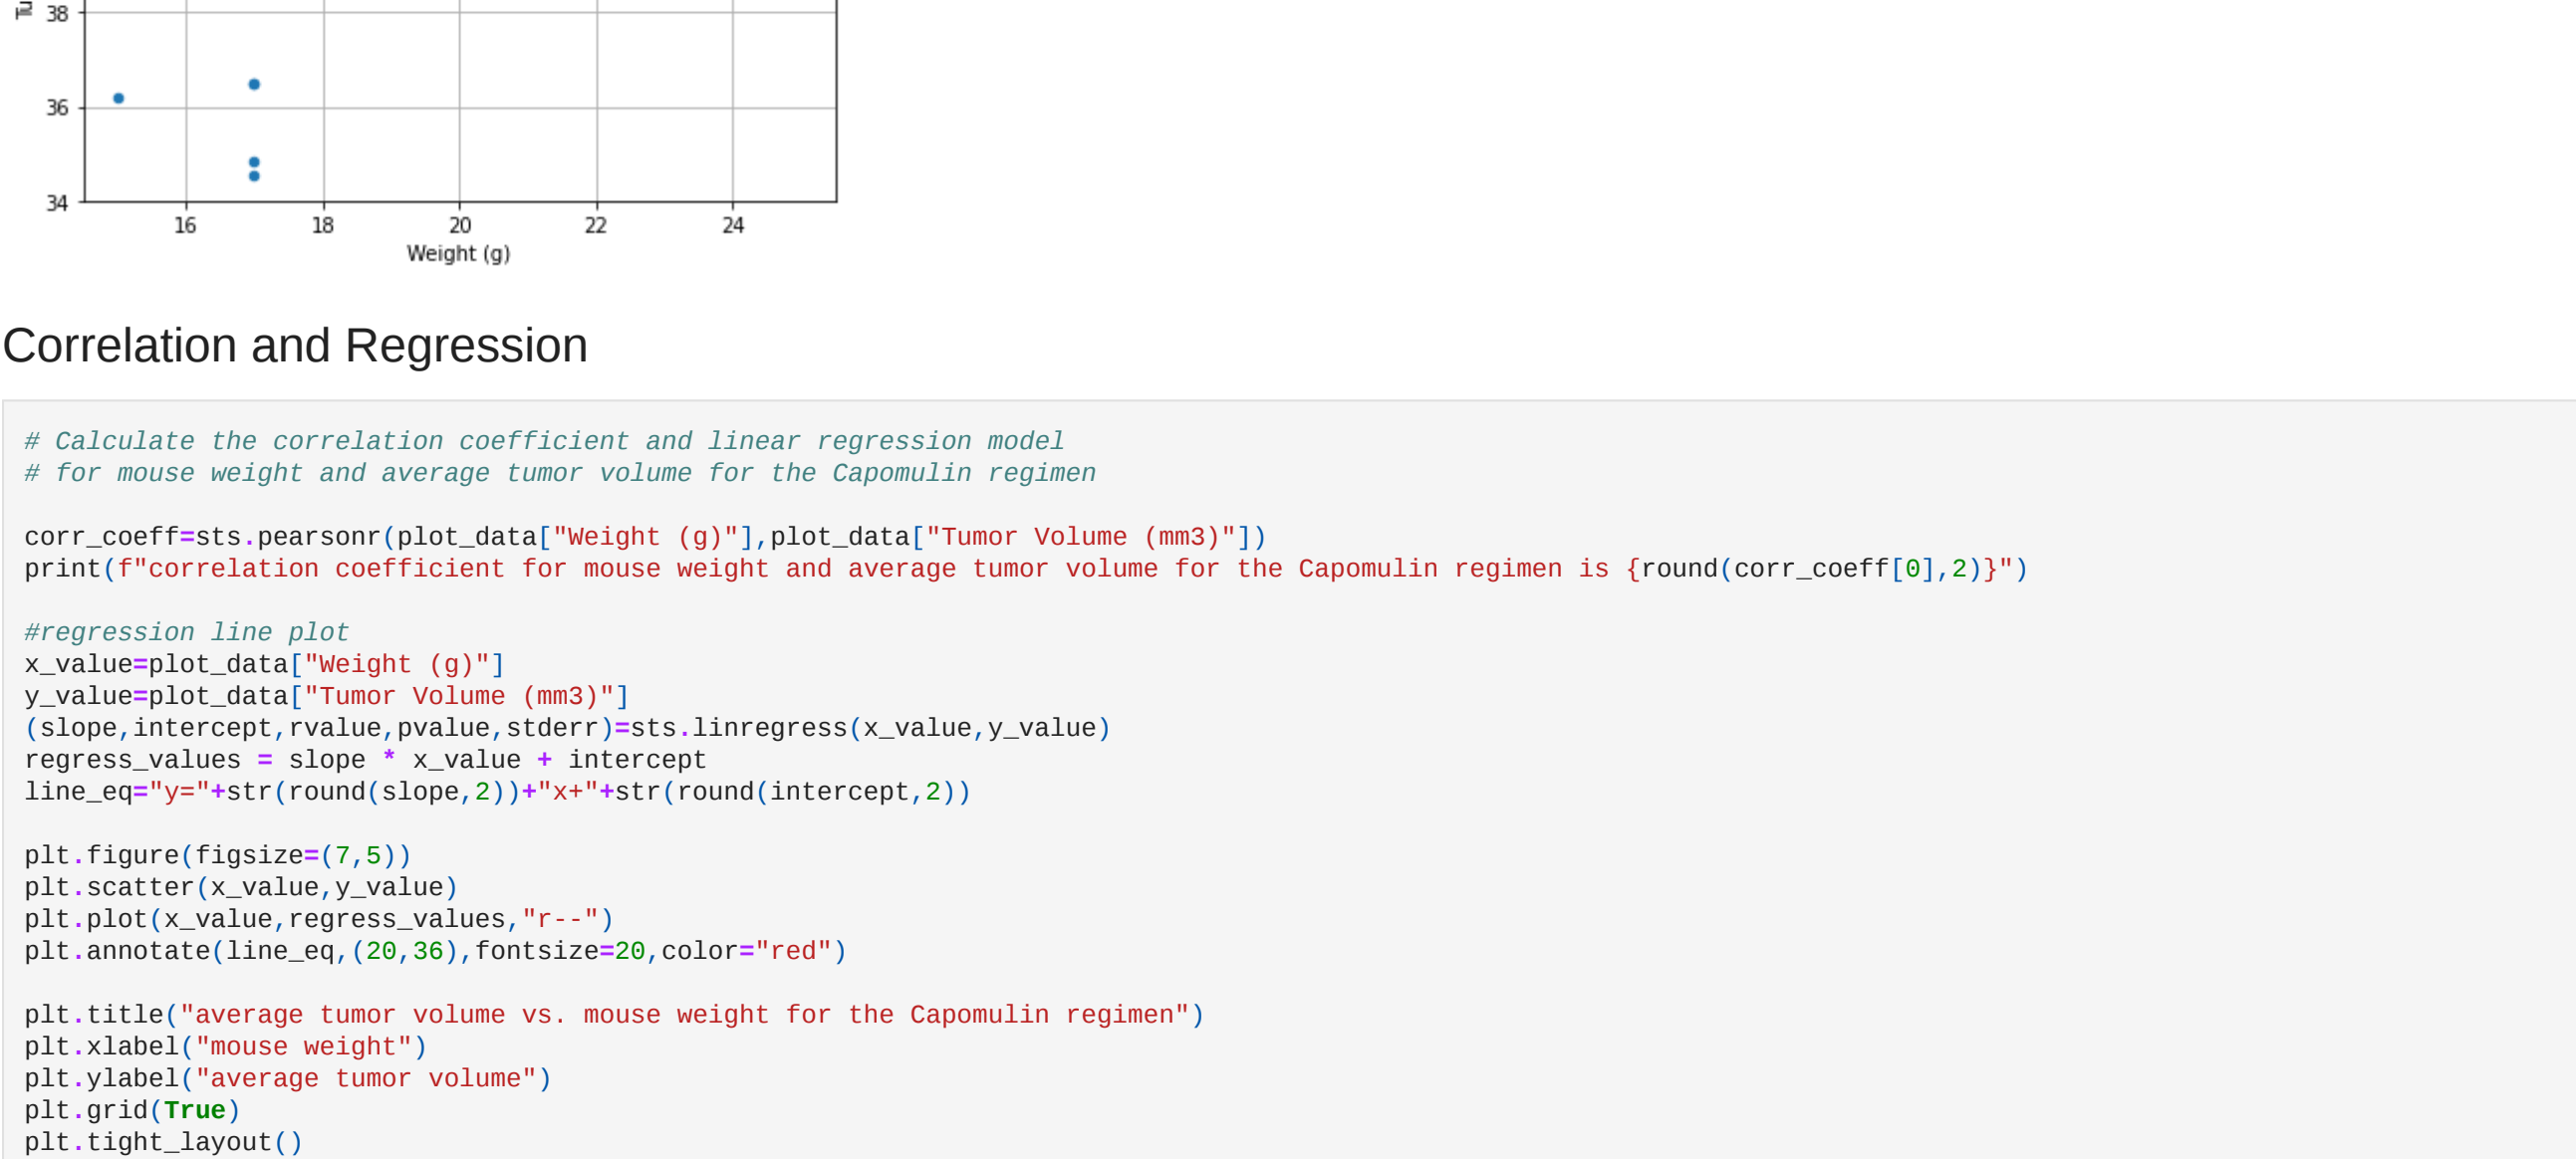 Tu
38
36
34
16 18 20 22 24
Weight (g)
Correlation and Regression
# Calculate the correlation coefficient and linear regression model
# for mouse weight and average tumor volume for the Capomulin regimen
corr_coeff=sts.pearsonr(plot_data["Weight (g)"],plot_data["Tumor Volume (mm3)"])
print(f"correlation coefficient for mouse weight and average tumor volume for the Capomulin regimen is {round(corr_coeff[0],2)}")
#regression line plot
x_value=plot_data["Weight (g)"]
y_value=plot_data["Tumor Volume (mm3)"]
(slope,intercept,rvalue,pvalue,stderr)=sts.linregress(x_value,y_value)
regress_values = slope * x_value + intercept
line_eq="y="+str(round(slope,2))+"x+"+str(round(intercept,2))
plt.figure(figsize=(7,5))
plt.scatter(x_value,y_value)
plt.plot(x_value,regress_values,"r--")
plt.annotate(line_eq,(20,36),fontsize=20,color="red")
plt.title("average tumor volume vs. mouse weight for the Capomulin regimen")
plt.xlabel("mouse weight")
plt.ylabel("average tumor volume")
plt.grid(True)
plt.tight_layout()